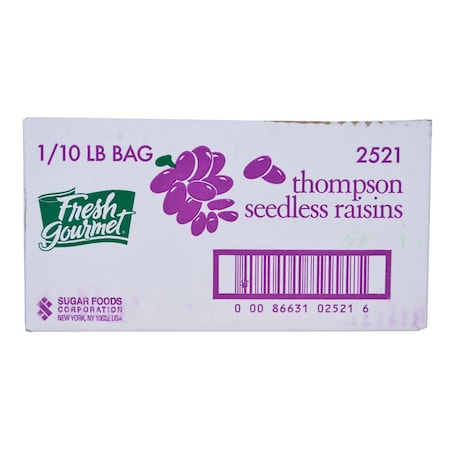 1/10 LB BAG
2521
thompson
seedless raisins
Fresh
Gourmet®
0 00 86631 02521 6
SUGAR FOODS
CORPORATION
NEW YORK, NY 10022 USA